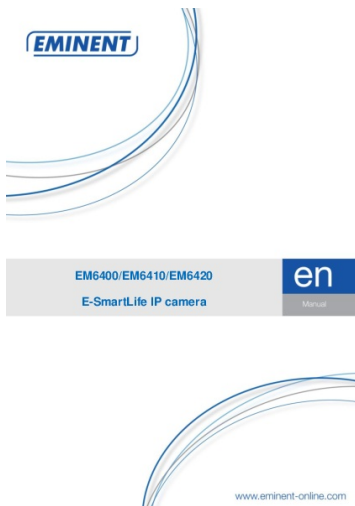 EMINENT
EM6400/EM6410/EM6420
E-SmartLife IP camera
en
Manual
www.eminent-online.com